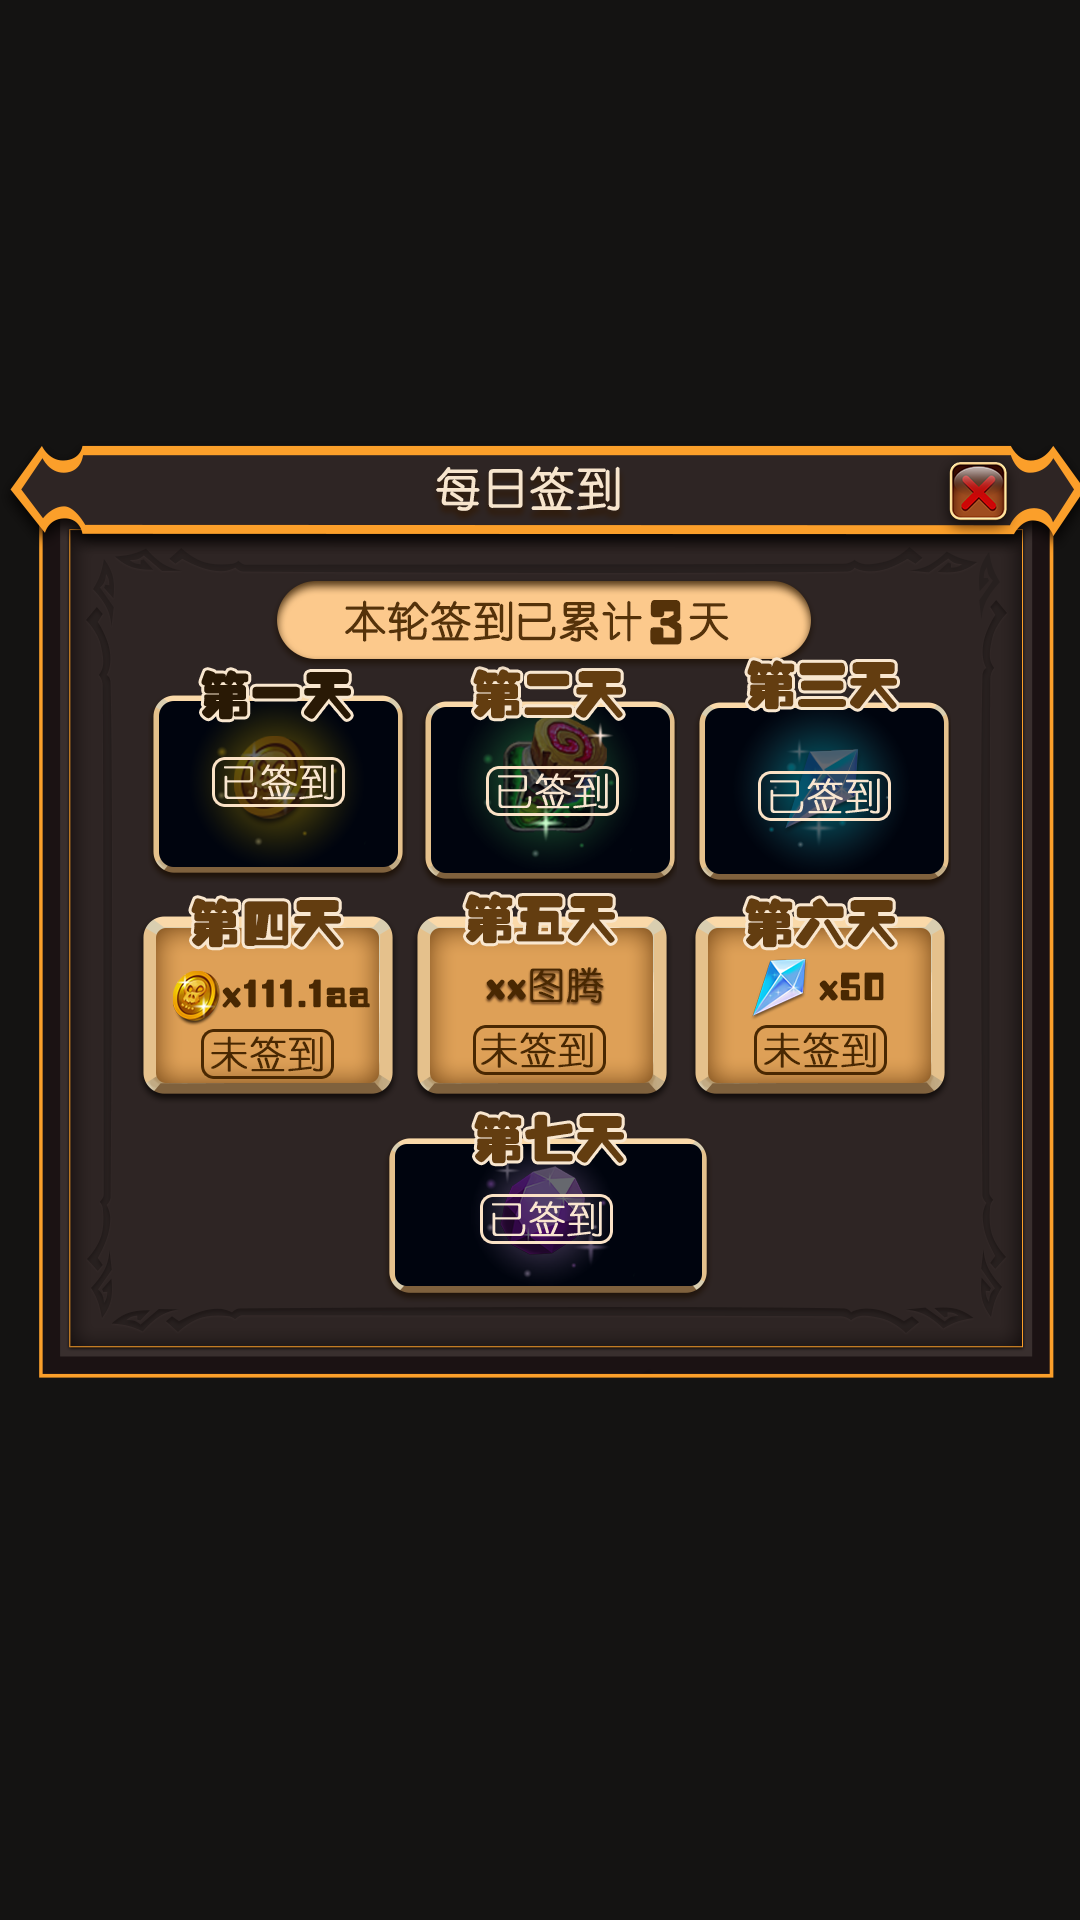 每日签到
本轮签到已累计3天
第一天
已签到
第二天
已签到
第三天
已签到
第四天
x111.1aa
未签到
第五天
xx图腾
未签到
第六天
x50
未签到
第七天
已签到